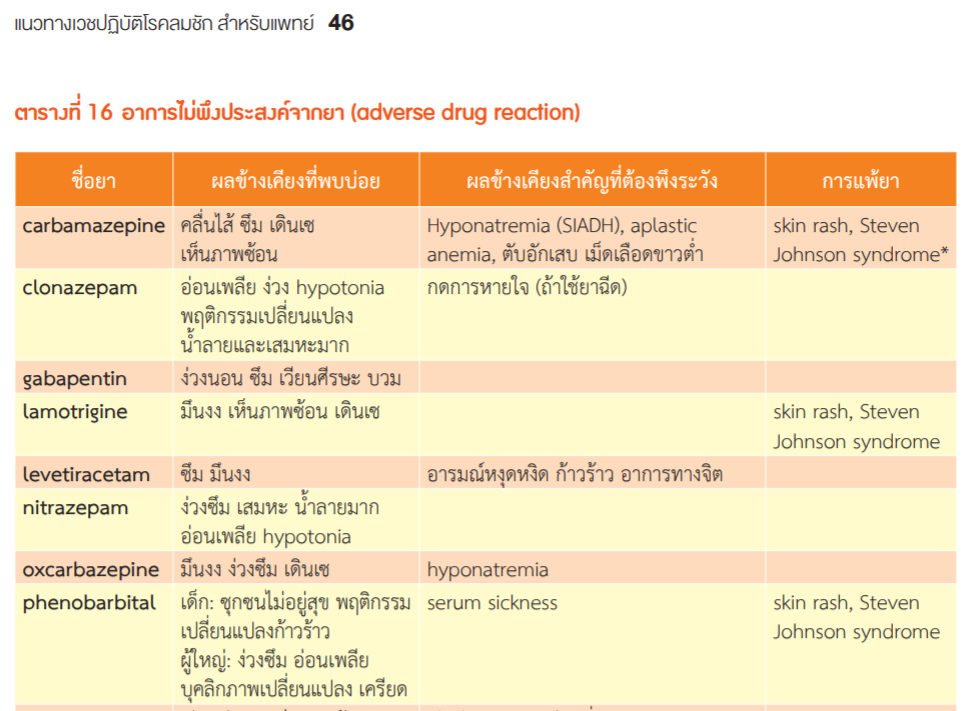 แนวทางเวชปฏิบัติโรคลมชัก สำหรับแพทย์ 46
ตารางที่ 16 อาการไม่พึงประสงค์จากยา (adverse drug reaction)
ชื่อยา ผลข้างเคียงที่พบบ่อย ผลข้างเคียงสำคัญที่ต้องพึงระวัง การแพ้ยา
carbamazepine คลื่นไส้ ซึม เดินเซ Hyponatremia (SIADH), aplastic skin rash, Steven
เห็นภาพซ้อน anemia, ตับอักเสบ เม็ดเลือดขาวต่ำ Johnson syndrome*
clonazepam อ่อนเพลีย ง่วง hypotonia กดการหายใจ (ถ้าใช้ยาฉีด)
พฤติกรรมเปลี่ยนแปลง
น้ำลายและเสมหะมาก
gabapentin ง่วงนอน ซึม เวียนศีรษะ บวม
lamotrigine มึนงง เห็นภาพซ้อน เดินเซ skin rash, Steven
Johnson syndrome
levetiracetam ซึม มึนงง อารมณ์หงุดหงิด ก้าวร้าว อาการทางจิต
nitrazepam ง่วงซึม เสมหะ น้ำลายมาก
อ่อนเพลีย hypotonia
oxcarbazepine มึนงง ง่วงซึม เดินเซ hyponatremia
phenobarbital เด็ก: ซุกซนไม่อยู่สุข พฤติกรรม serum sickness skin rash, Steven
เปลี่ยนแปลงก้าวร้าว Johnson syndrome
ผู้ใหญ่: ง่วงซึม อ่อนเพลีย
บุคลิกภาพเปลี่ยนแปลง เครียด